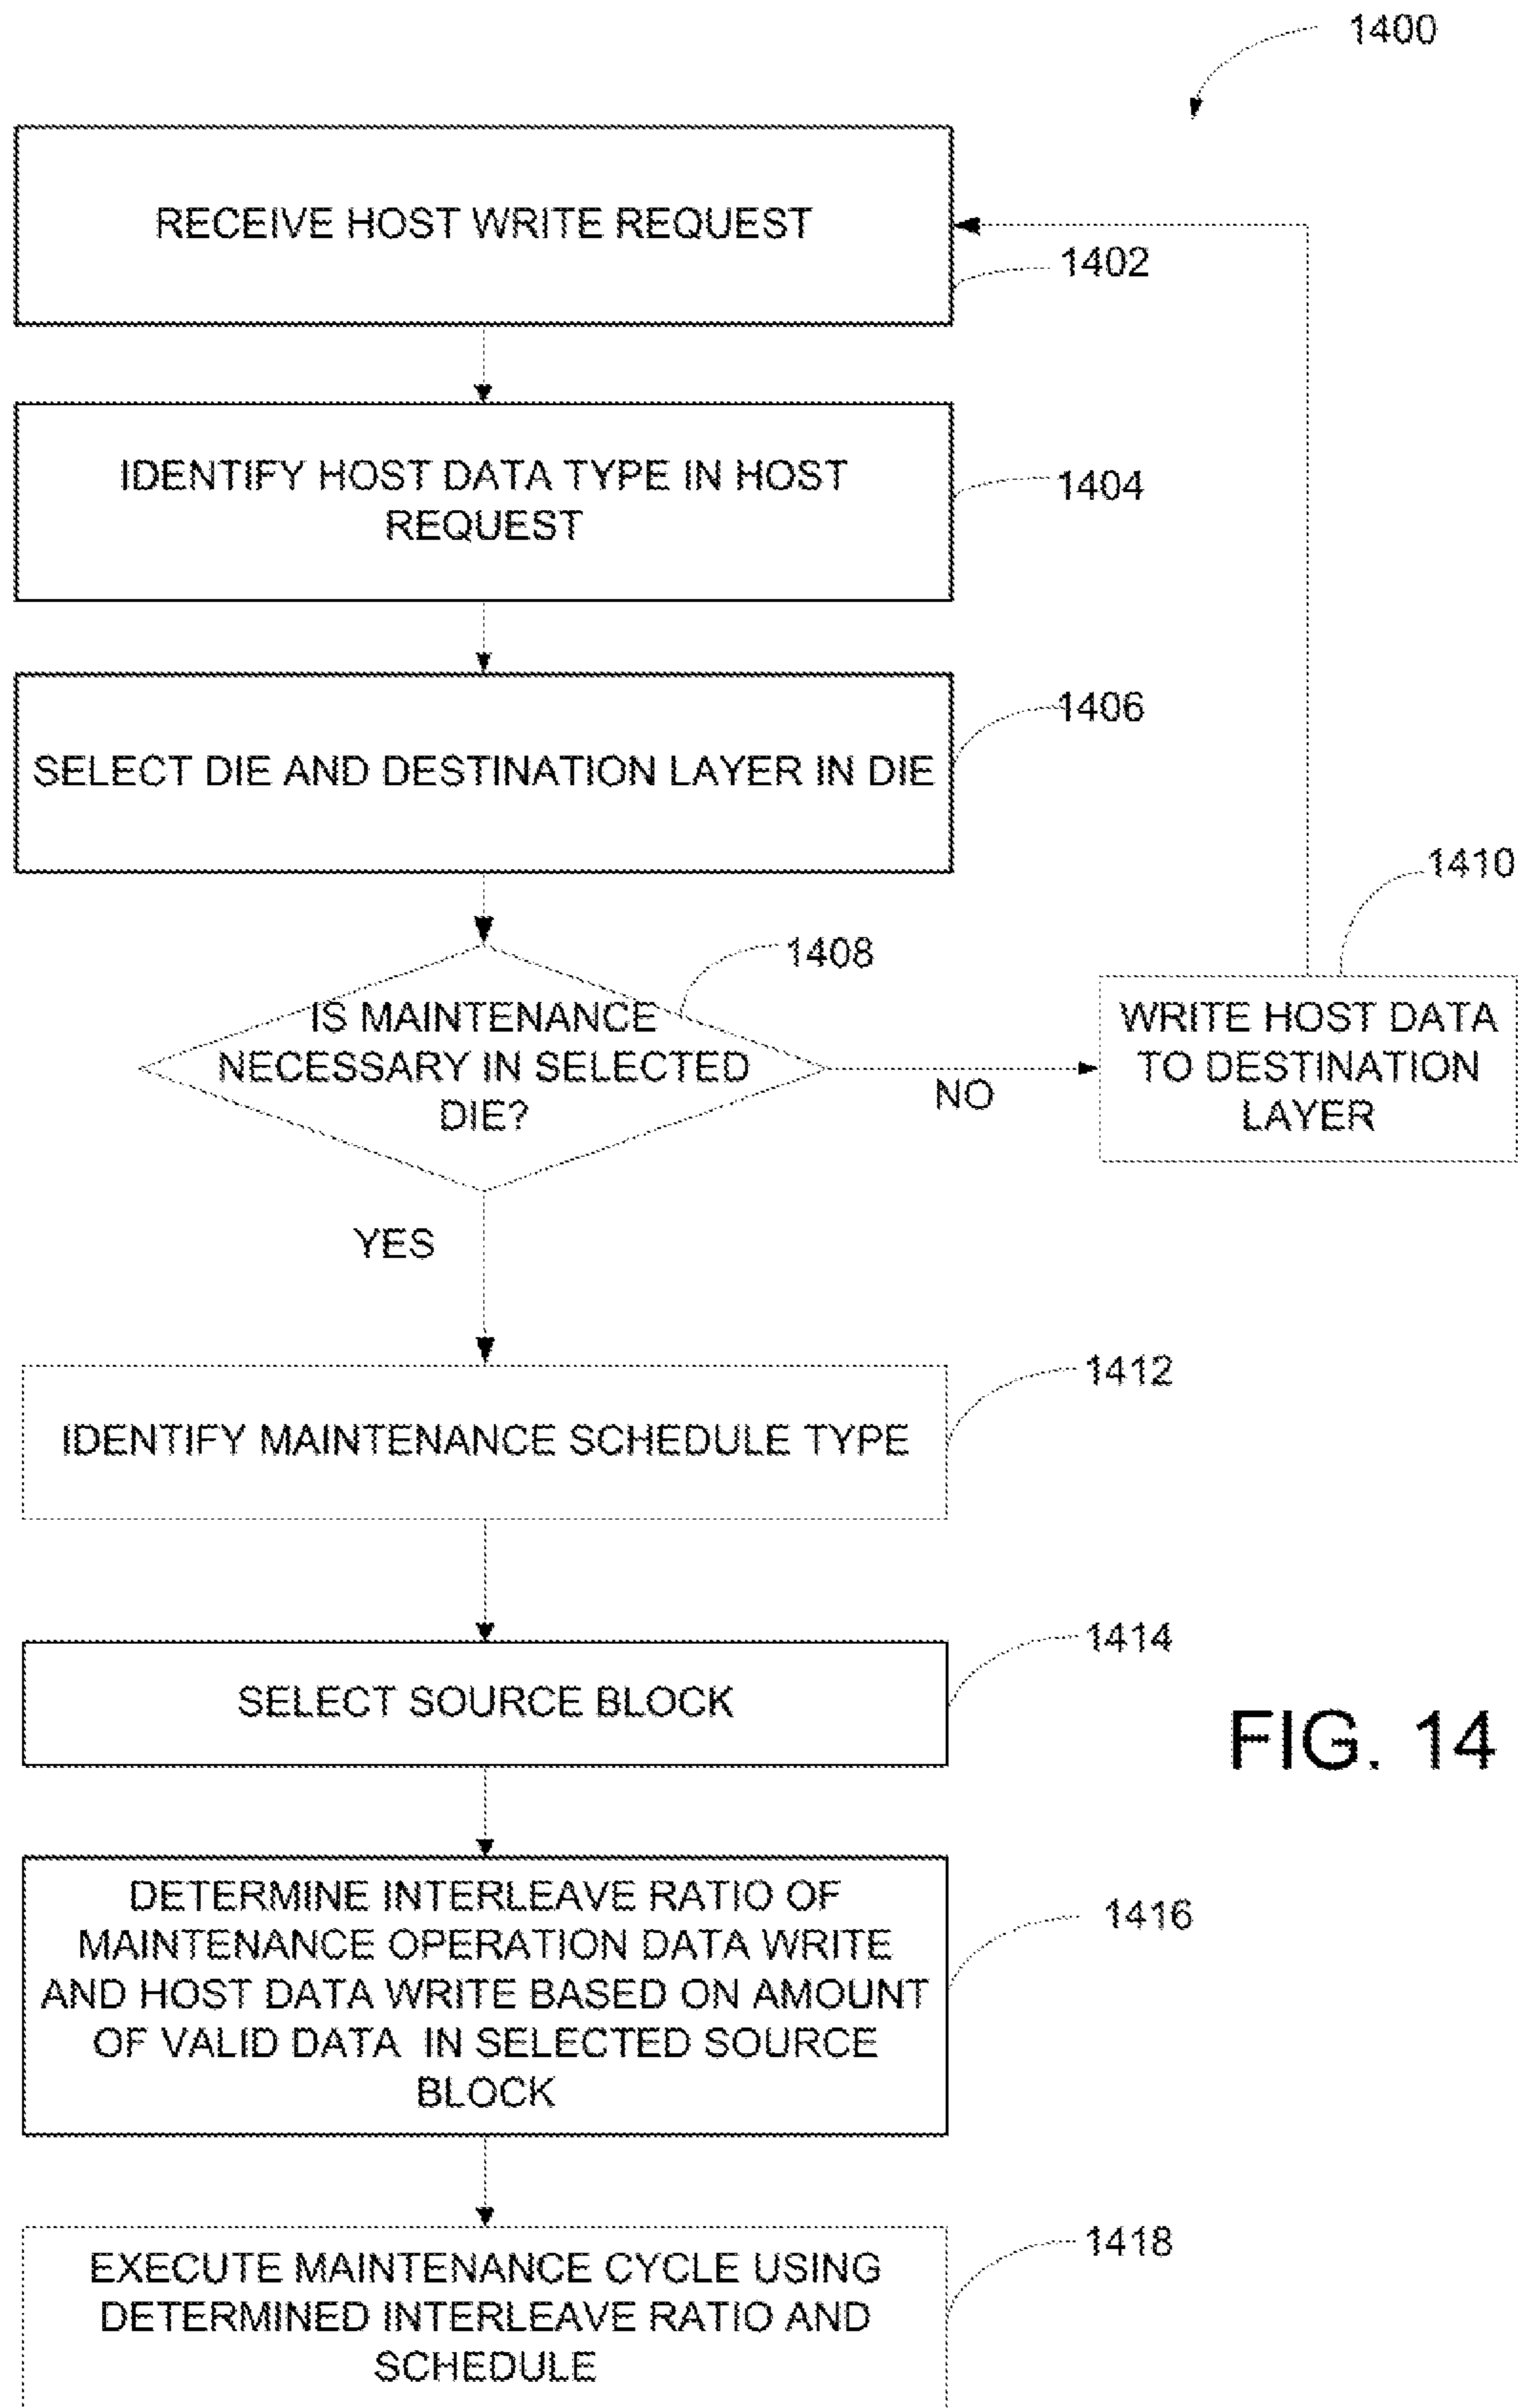 1400
RECEIVE HOST WRITE REQUEST
1402
IDENTIFY HOST DATA TYPE IN HOST
REQUEST
1404
SELECT DIE AND DESTINATION LAYER IN DIE
1406
IS MAINTENANCE
NECESSARY IN SELECTED
DIE?
1408
NO
WRITE HOST DATA
TO DESTINATION
LAYER
1410
YES
IDENTIFY MAINTENANCE SCHEDULE TYPE
1412
SELECT SOURCE BLOCK
1414
DETERMINE INTERLEAVE RATIO OF
MAINTENANCE OPERATION DATA WRITE
AND HOST DATA WRITE BASED ON AMOUNT
OF VALID DATA IN SELECTED SOURCE
BLOCK
1416
EXECUTE MAINTENANCE CYCLE USING
DETERMINED INTERLEAVE RATIO AND
SCHEDULE
1418
FIG. 14